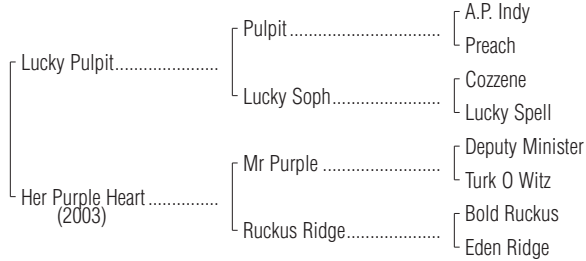 A.P. Indy
Pulpit
Preach
Lucky Pulpit
Cozzene
Lucky Soph
Lucky Spell
Deputy Minister
Mr Purple
Turk O Witz
Her Purple Heart
(2003)
Bold Ruckus
Ruckus Ridge
Eden Ridge